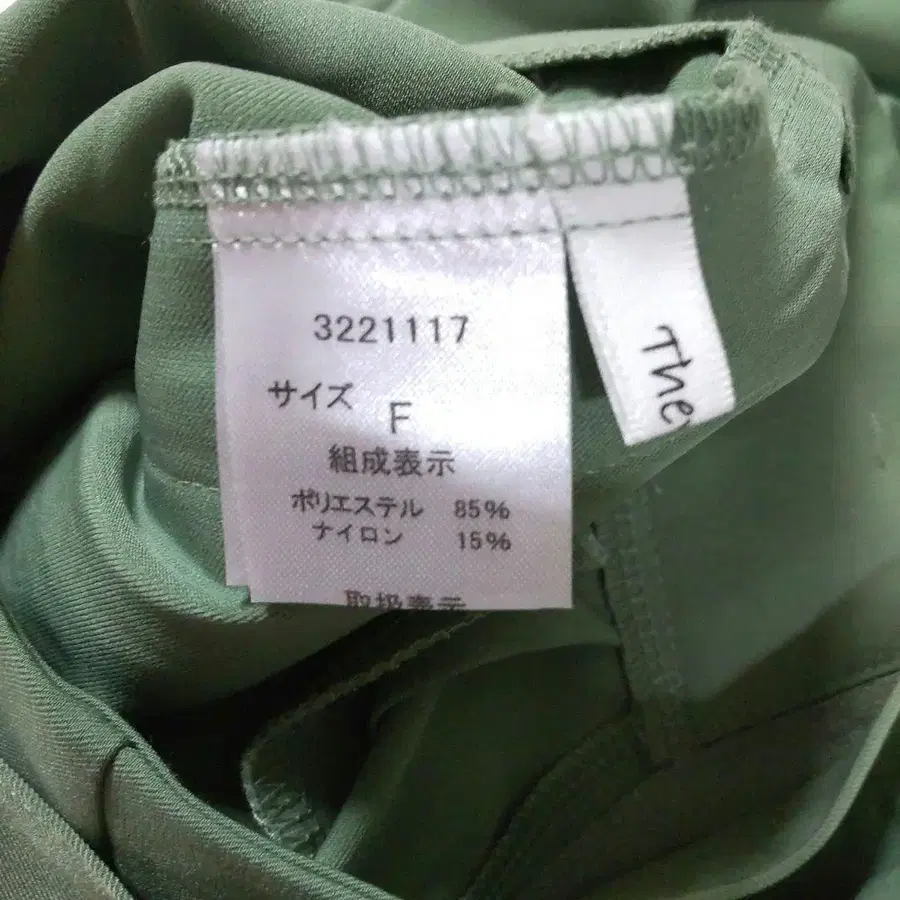 3221117
サイズ F
組成表示
ポリエステル 85%
ナイロン 15%
取扱表示
The